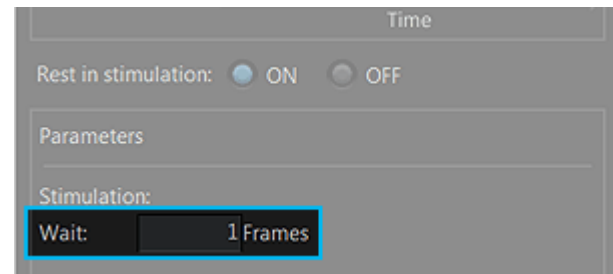 Time
Rest in stimulation: ON OFF
Parameters
Stimulation:
Wait: 1 Frames